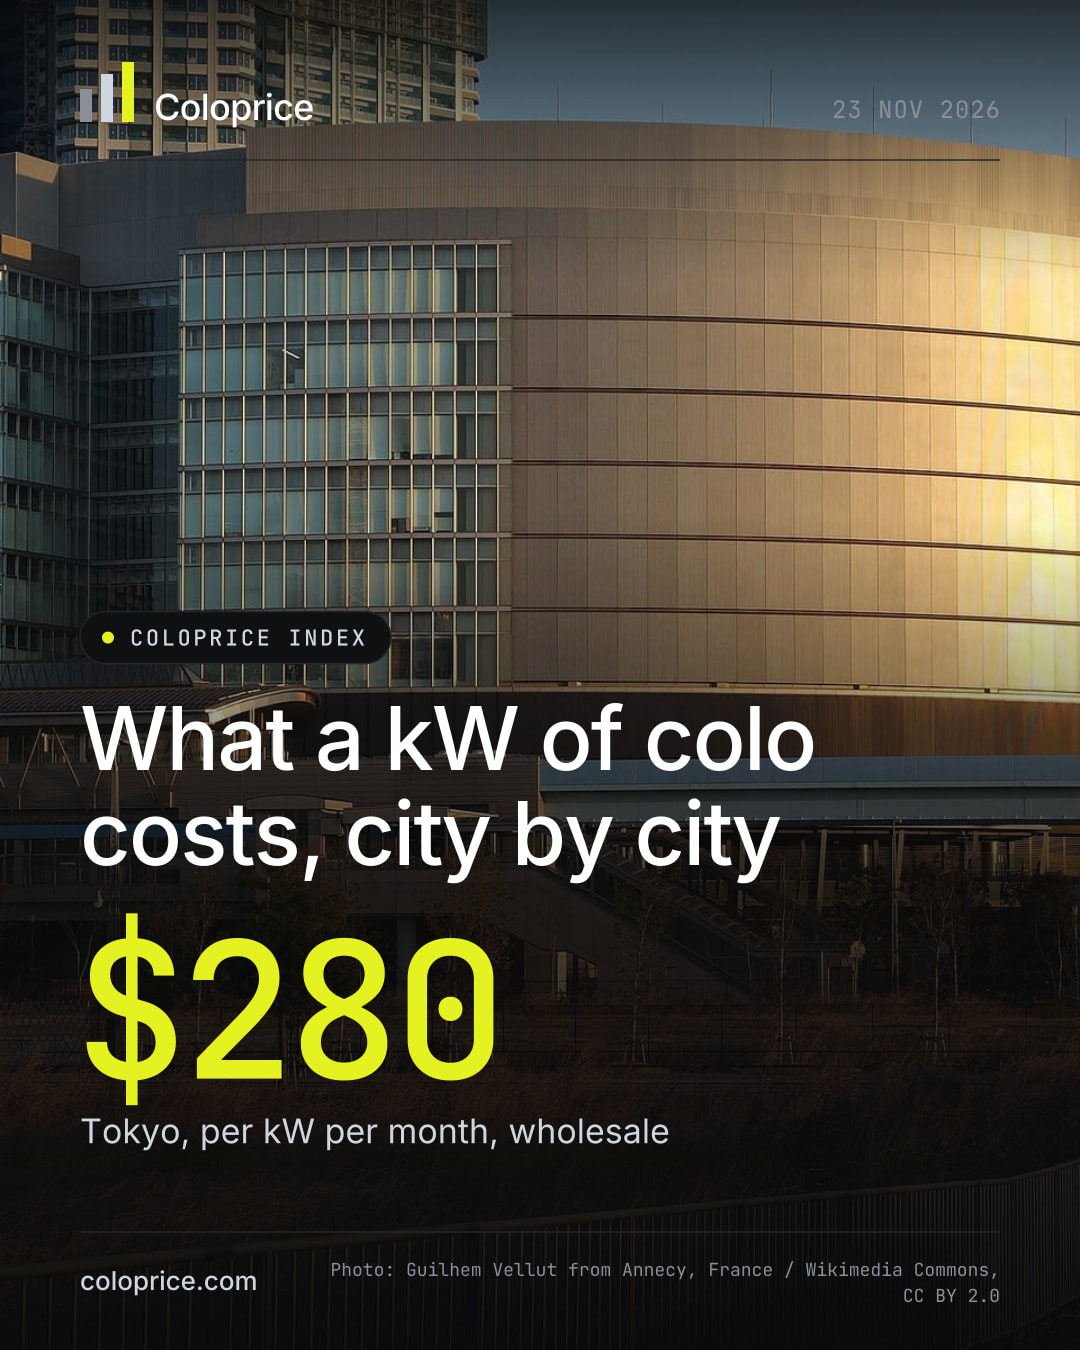 Coloprice
23 NOV 2026
COLOPRICE INDEX
What a kW of colo
costs, city by city
$280
Tokyo, per kW per month, wholesale
coloprice.com
Photo: Guilhem Vellut from Annecy, France / Wikimedia Commons,
CC BY 2.0